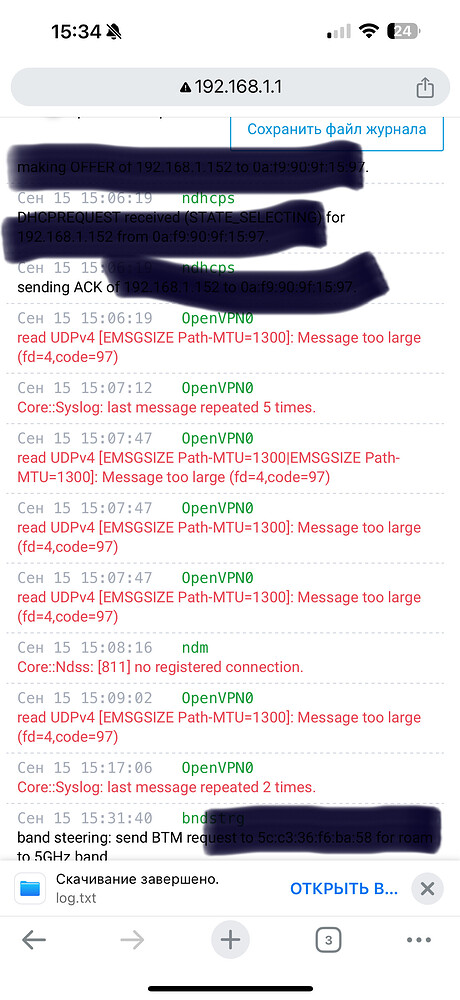 15:34
24
192.168.1.1
Сохранить файл журнала
making OFFER of 192.168.1.152 to 0a:f9:90:9f:15:97.
Сен 15 15:06:19 ndhcps
DHCPREQUEST received (STATE_SELECTING) for
192.168.1.152 from 0a:f9:90:9f:15:97.
Сен 15 15:06:19 ndhcps
sending ACK of 192.168.1.152 to 0a:f9:90:9f:15:97.
Сен 15 15:06:19 OpenVPN0
read UDPv4 [EMSGSIZE Path-MTU=1300]: Message too large
(fd=4,code=97)
Сен 15 15:07:12 OpenVPN0
Core::Syslog: last message repeated 5 times.
Сен 15 15:07:47 OpenVPN0
read UDPv4 [EMSGSIZE Path-MTU=1300|EMSGSIZE Path-
MTU=1300]: Message too large (fd=4,code=97)
Сен 15 15:07:47 OpenVPN0
read UDPv4 [EMSGSIZE Path-MTU=1300]: Message too large
(fd=4,code=97)
Сен 15 15:07:47 OpenVPN0
read UDPv4 [EMSGSIZE Path-MTU=1300]: Message too large
(fd=4,code=97)
Сен 15 15:08:16 ndm
Core::Ndss: [811] no registered connection.
Сен 15 15:09:02 OpenVPN0
read UDPv4 [EMSGSIZE Path-MTU=1300]: Message too large
(fd=4,code=97)
Сен 15 15:17:06 OpenVPN0
Core::Syslog: last message repeated 2 times.
Сен 15 15:31:40 bndstrg
band steering: send BTM request to 5c:c3:36:f6:ba:58 for roam
to 5GHz band
Скачивание завершено.
log.txt
ОТКРЫТЬ В...
3